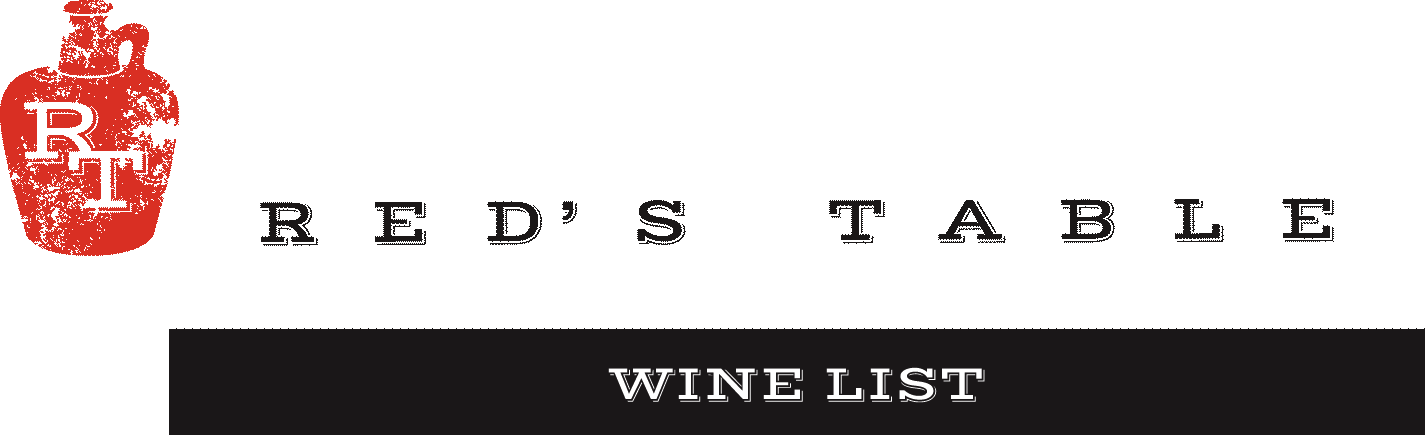 RT
RED’S TABLE
WINE LIST